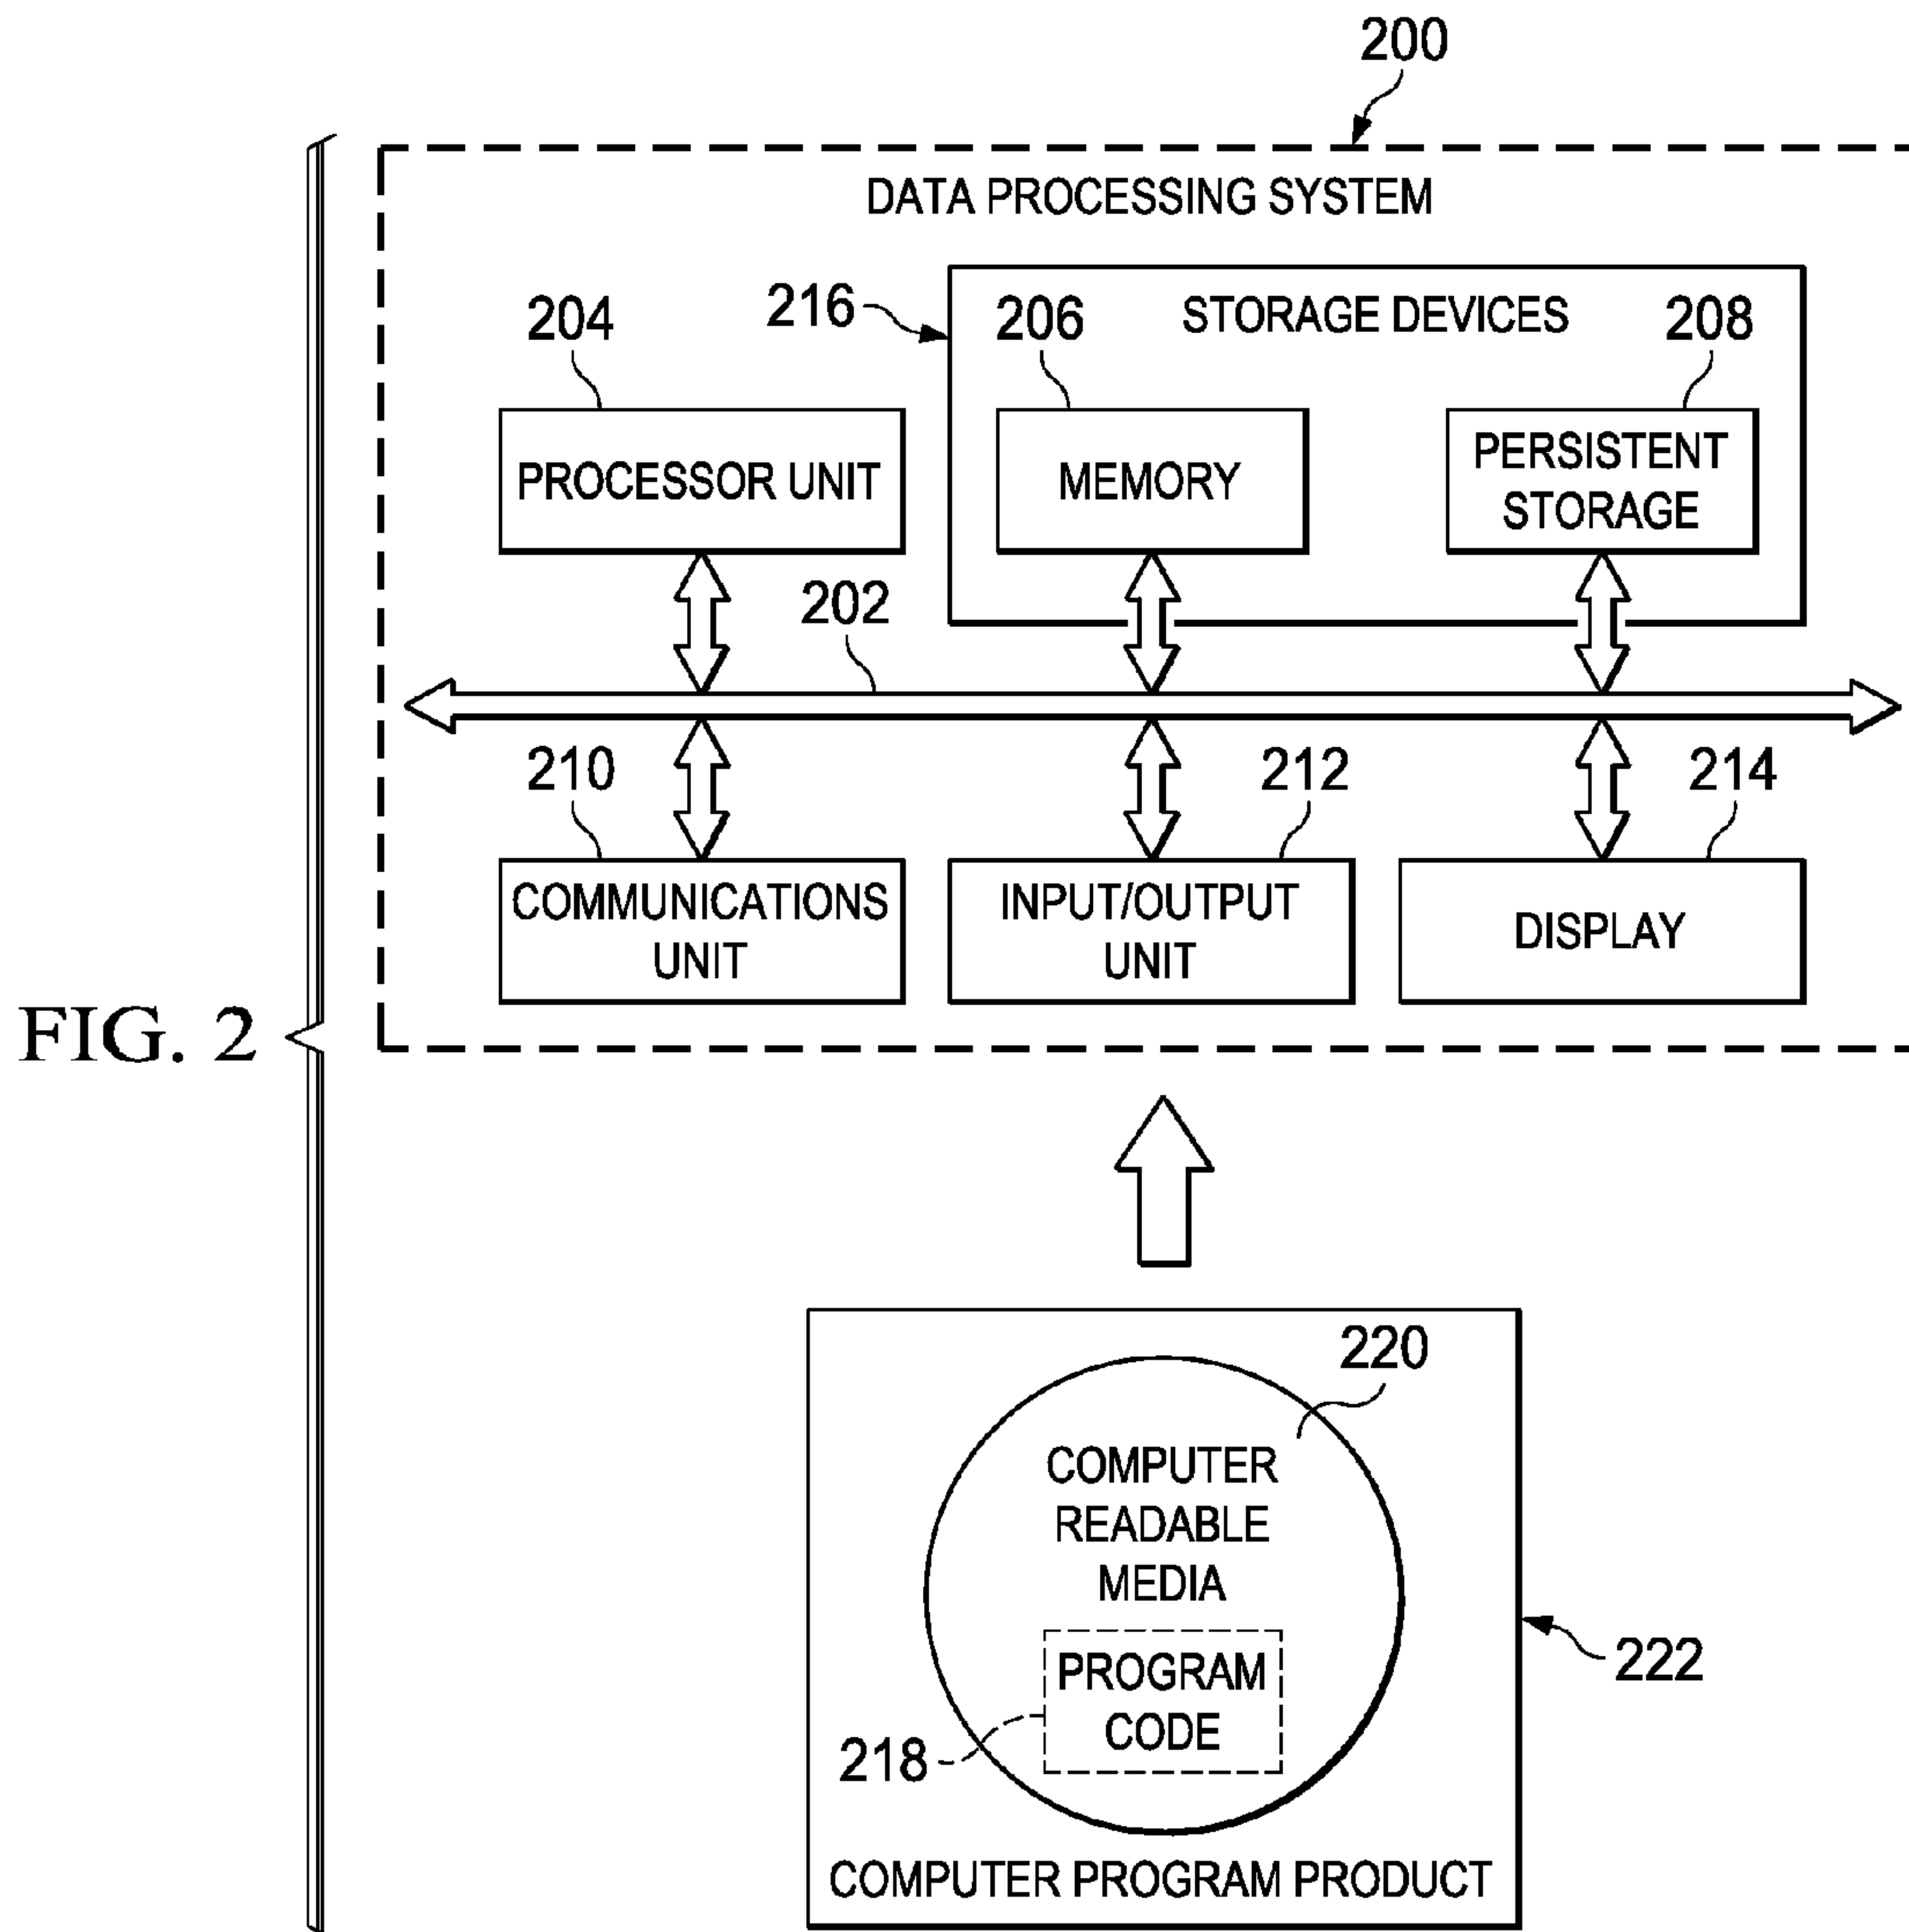 200
DATA PROCESSING SYSTEM
216
STORAGE DEVICES
204
206
208
PROCESSOR UNIT
MEMORY
PERSISTENT
STORAGE
202
210
212
214
COMMUNICATIONS
UNIT
INPUT/OUTPUT
UNIT
DISPLAY
FIG. 2
220
COMPUTER
READABLE
MEDIA
PROGRAM
CODE
218
222
COMPUTER PROGRAM PRODUCT